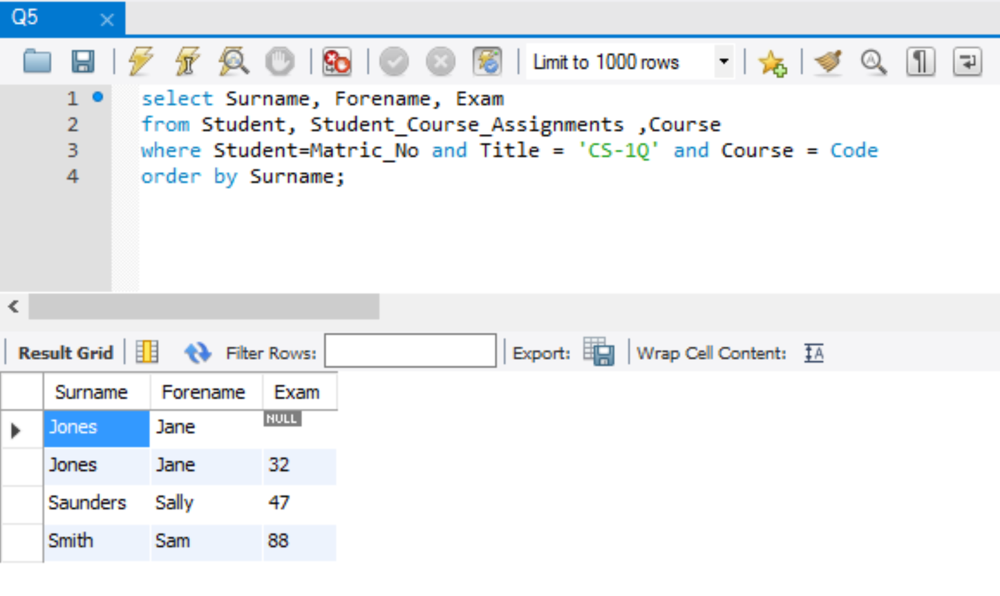 Q5
Limit to 1000 rows
1 select Surname, Forename, Exam
2 from Student, Student_Course_Assignments ,Course
3 where Student=Matric_No and Title = 'CS-1Q' and Course = Code
4 order by Surname;
Result Grid Filter Rows: Export: Wrap Cell Content:
Surname Forename Exam
Jones Jane NULL
Jones Jane 32
Saunders Sally 47
Smith Sam 88